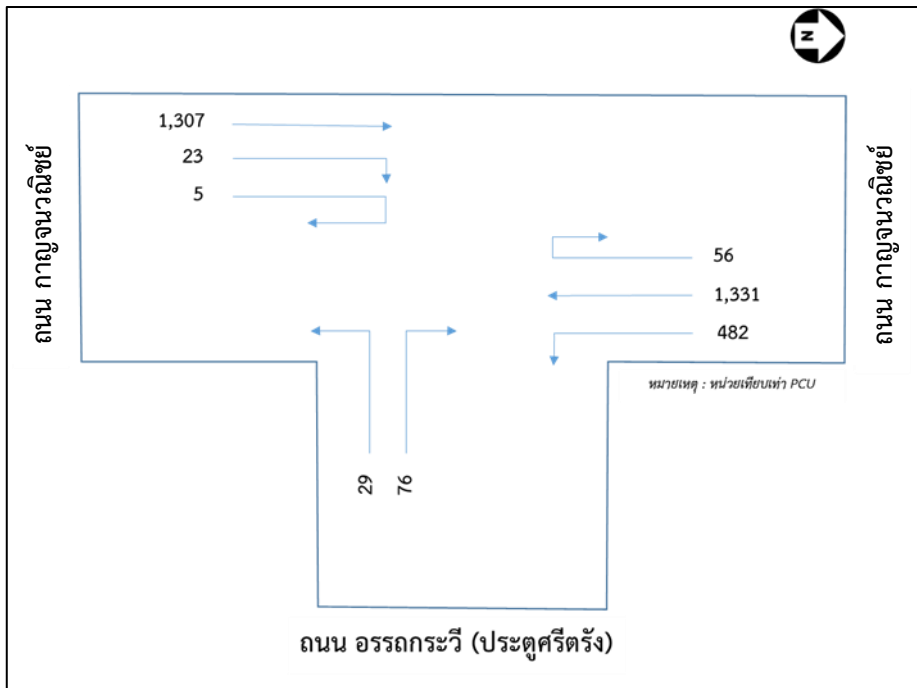 N
1,307
23
5
ถนน กาญจนวณิชย์
56
1,331
482
ถนน กาญจนวณิชย์
หมายเหตุ : หน่วยเทียบเท่า PCU
29
76
ถนน อรรถกระวี (ประตูศรีตรัง)